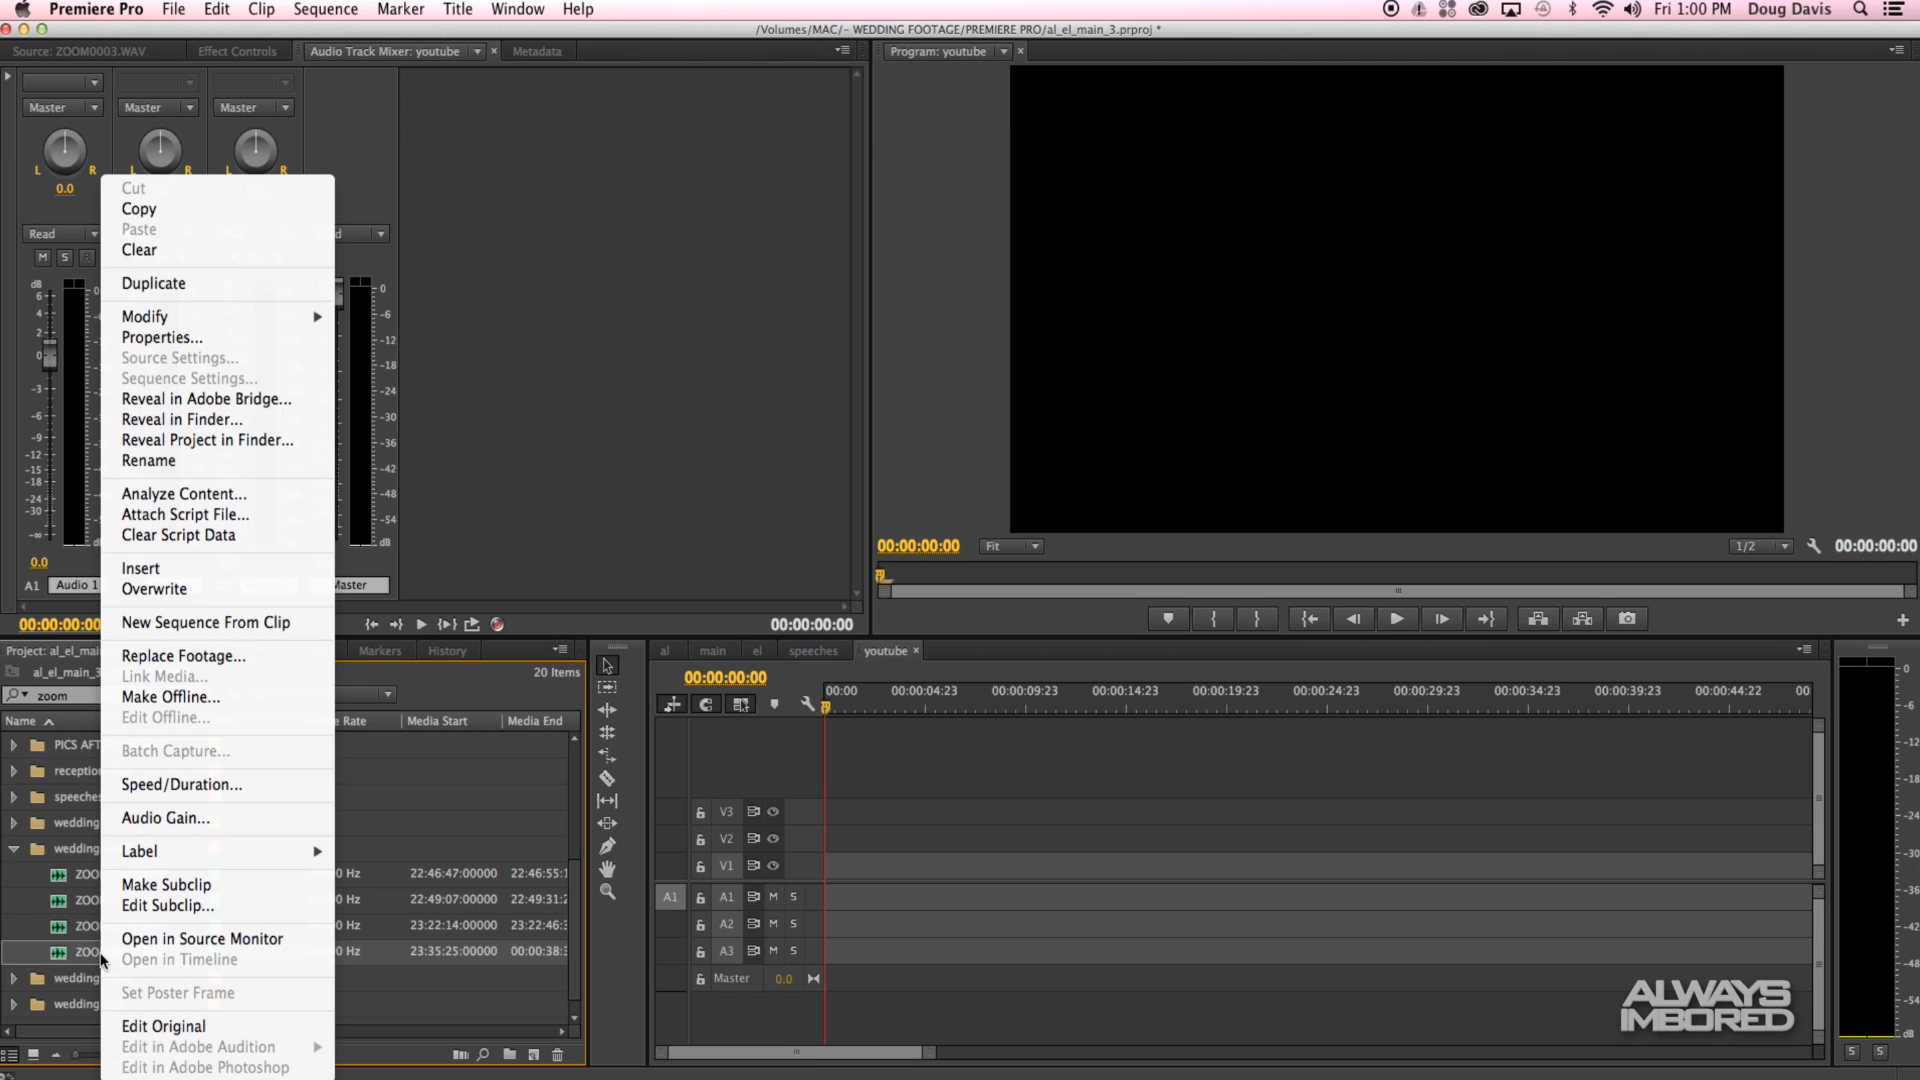 Premiere Pro File Edit Clip Sequence Marker Title Window Help Fri 1:00 PM Doug Davis
/Volumes/MAC/- WEDDING FOOTAGE/PREMIERE PRO/al_el_main_3.prproj *
Source: ZOOM0003.WAV Effect Controls Audio Track Mixer: youtube × Metadata Program: youtube ×
Master Master Master
L R L R L R
0.0
Read
M S R
dB
6
4
2
0
-3
-6
-9
-12
-15
-18
-24
-30
-∞
0
-6
-12
-18
-24
-30
-36
-42
-48
-54
dB
0.0
A1 Audio 1 Master
00:00:00:00 00:00:00:00
Cut
Copy
Paste
Clear
Duplicate
Modify
Properties...
Source Settings...
Sequence Settings...
Reveal in Adobe Bridge...
Reveal in Finder...
Reveal Project in Finder...
Rename
Analyze Content...
Attach Script File...
Clear Script Data
Insert
Overwrite
New Sequence From Clip
Replace Footage...
Link Media...
Make Offline...
Edit Offline...
Batch Capture...
Speed/Duration...
Audio Gain...
Label
Make Subclip
Edit Subclip...
Open in Source Monitor
Open in Timeline
Set Poster Frame
Edit Original
Edit in Adobe Audition
Edit in Adobe Photoshop
00:00:00:00 Fit 1/2 00:00:00:00
Project: al_el_mai Markers History
al_el_main_3 20 Items
zoom
Name Rate Media Start Media End
PICS AFT
reception
speeches
wedding
wedding
ZOO 0 Hz 22:46:47:00000 22:46:55:1
ZOO 0 Hz 22:49:07:00000 22:49:31:2
ZOO 0 Hz 23:22:14:00000 23:22:46:3
ZOO 0 Hz 23:35:25:00000 00:00:38:3
wedding
wedding
al main el speeches youtube ×
00:00:00:00
00:00 00:00:04:23 00:00:09:23 00:00:14:23 00:00:19:23 00:00:24:23 00:00:29:23 00:00:34:23 00:00:39:23 00:00:44:22 00
V3
V2
V1
A1 A1 M S
A2 M S
A3 M S
Master 0.0
0
-6
-12
-18
-24
-30
-36
-42
-48
-54
dB
S S
ALWAYS
IMBORED